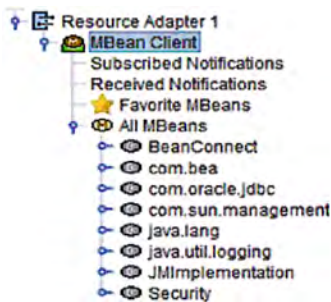 Resource Adapter 1
MBean Client
Subscribed Notifications
Received Notifications
Favorite MBeans
All MBeans
BeanConnect
com.bea
com.oracle.jdbc
com.sun.management
java.lang
java.util.logging
JMImplementation
Security